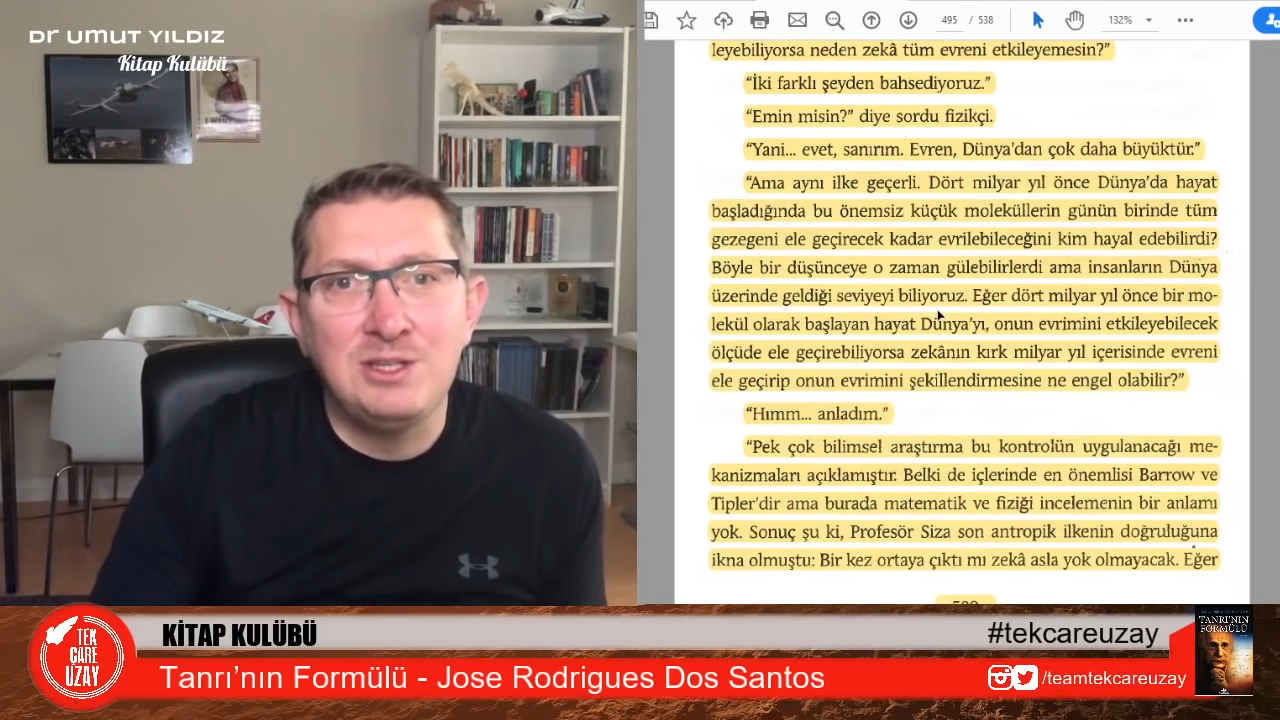 Dr UMUT YILDIZ
Kitap Kulübü
495 / 538
132%
leyebiliyorsa neden zekâ tüm evreni etkileyemesin?”
“İki farklı şeyden bahsediyoruz.”
“Emin misin?” diye sordu fizikçi.
“Yani... evet, sanırım. Evren, Dünya’dan çok daha büyüktür.”
“Ama aynı ilke geçerli. Dört milyar yıl önce Dünya’da hayat
başladığında bu önemsiz küçük moleküllerin günün birinde tüm
gezegeni ele geçirecek kadar evrilebileceğini kim hayal edebilirdi?
Böyle bir düşünceye o zaman gülebilirlerdi ama insanların Dünya
üzerinde geldiği seviyeyi biliyoruz. Eğer dört milyar yıl önce bir mo-
lekül olarak başlayan hayat Dünya’yı, onun evrimini etkileyebilecek
ölçüde ele geçirebiliyorsa zekânın kırk milyar yıl içerisinde evreni
ele geçirip onun evrimini şekillendirmesine ne engel olabilir?”
“Hımm... anladım.”
“Pek çok bilimsel araştırma bu kontrolün uygulanacağı me-
kanizmaları açıklamıştır. Belki de içlerinde en önemlisi Barrow ve
Tipler’dir ama burada matematik ve fiziği incelemenin bir anlamı
yok. Sonuç şu ki, Profesör Siza son antropik ilkenin doğruluğuna
ikna olmuştu: Bir kez ortaya çıktı mı zekâ asla yok olmayacak. Eğer
TEK
ÇARE
UZAY
KİTAP KULÜBÜ
#tekcareuzay
Tanrı’nın Formülü - Jose Rodrigues Dos Santos
/teamtekcareuzay
TANRI'NIN
FORMÜLÜ